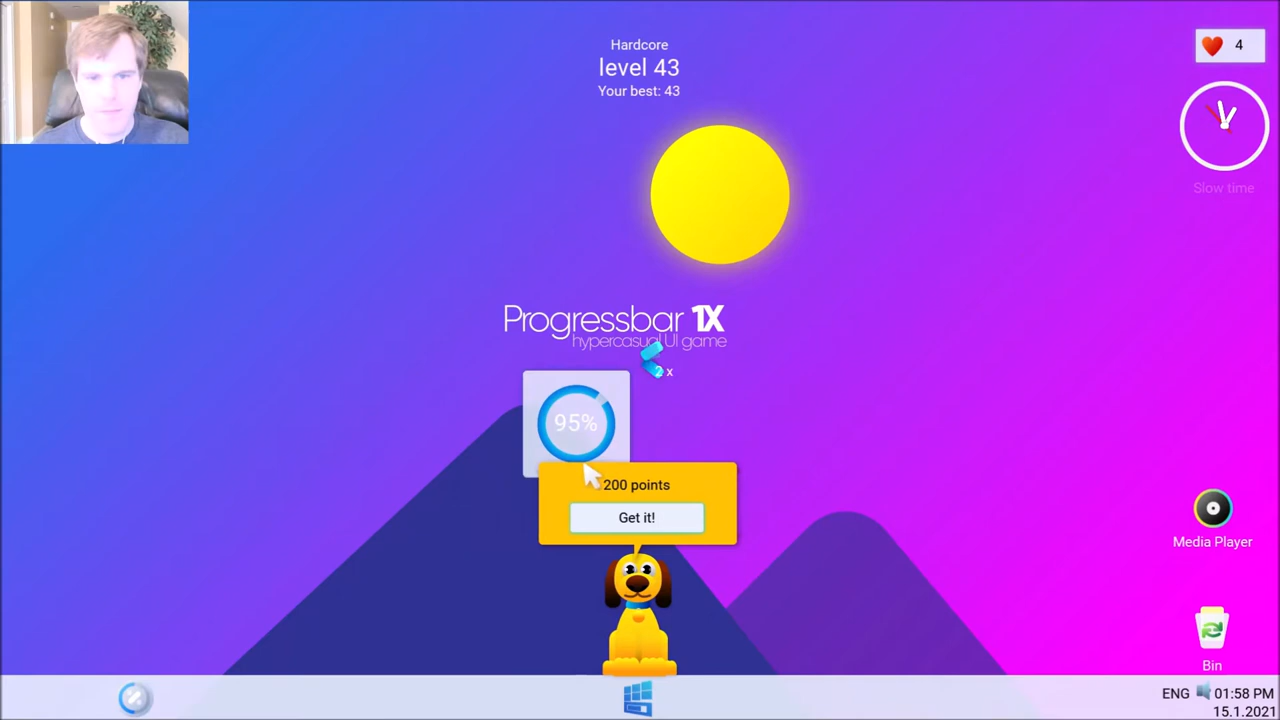 Hardcore
level 43
Your best: 43
4
Slow time
Progressbar 1X
hypercasual UI game
2 x
95%
200 points
Get it!
Media Player
Bin
ENG 01:58 PM
15.1.2021